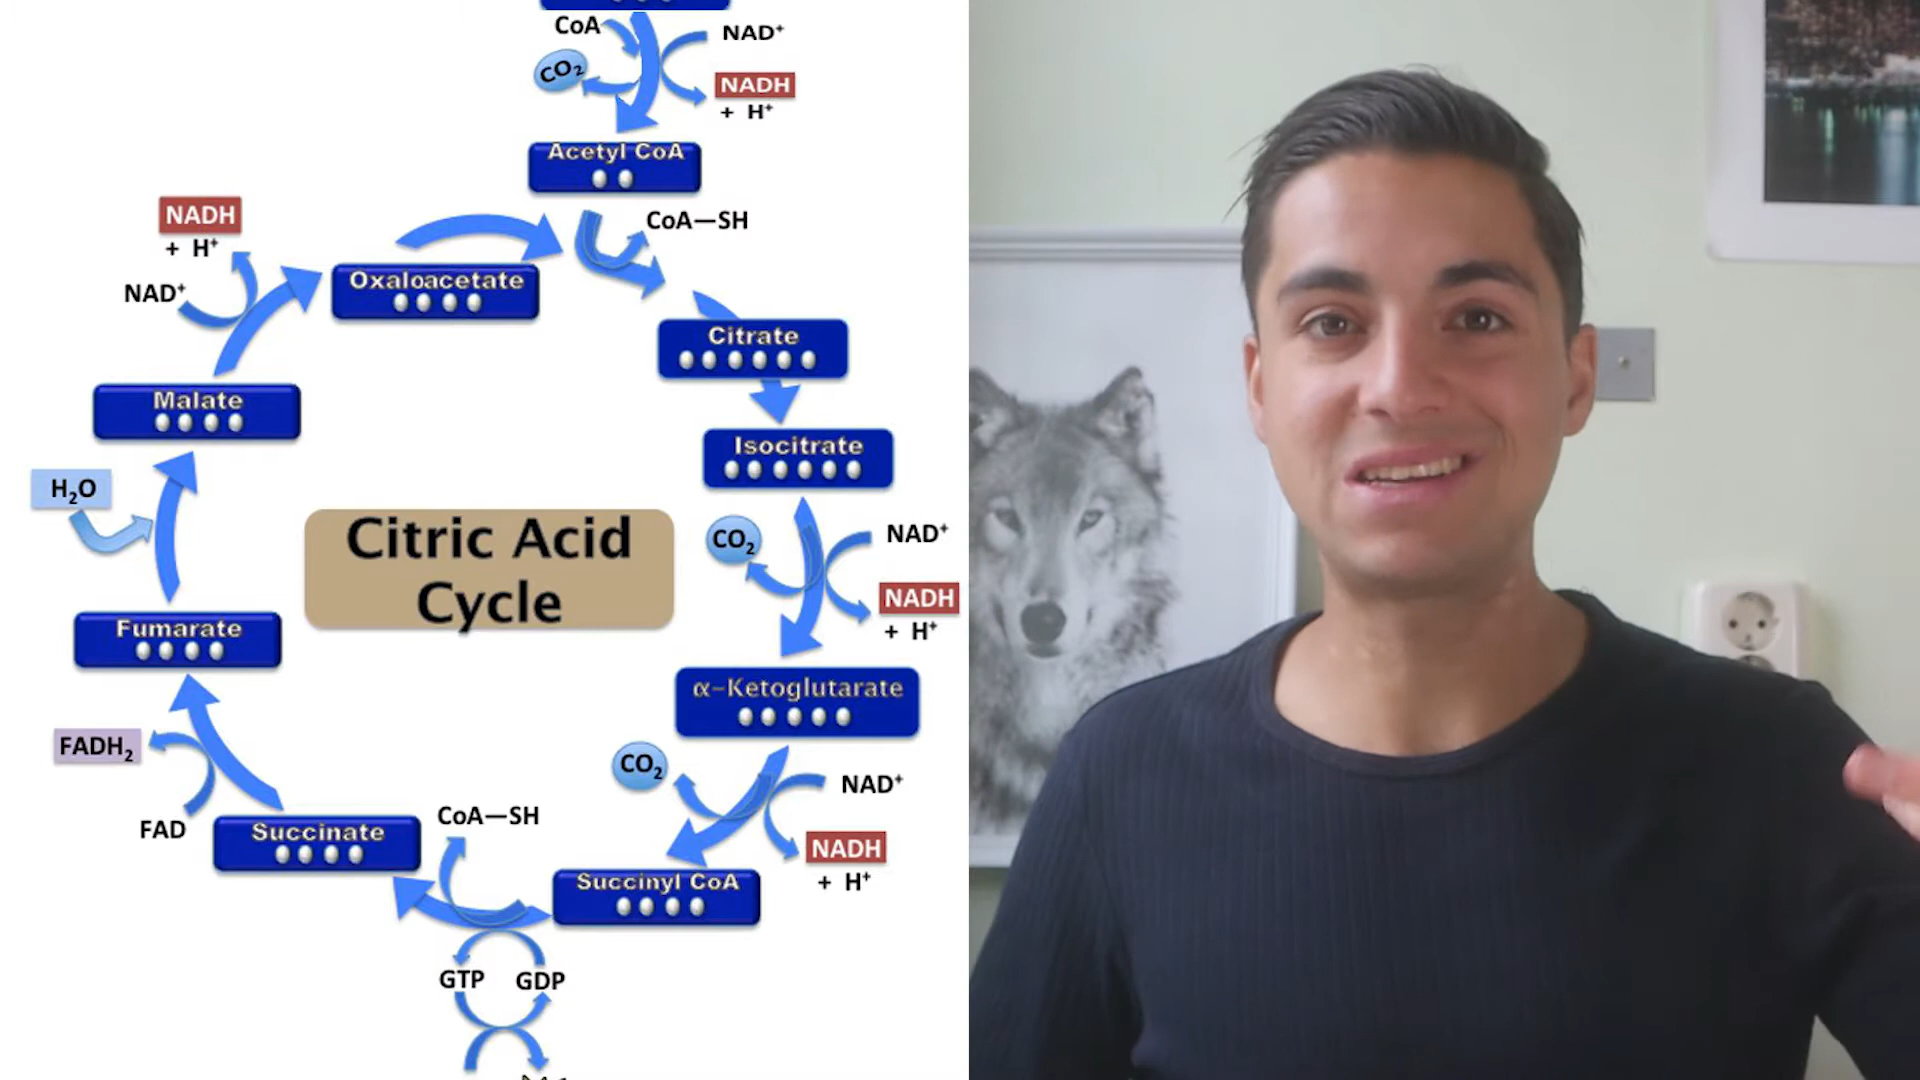 CoA
NAD⁺
CO₂
NADH
+ H⁺
Acetyl CoA
CoA—SH
NADH
+ H⁺
NAD⁺
Oxaloacetate
Citrate
Malate
Isocitrate
H₂O
CO₂
NAD⁺
Citric Acid
Cycle
NADH
+ H⁺
Fumarate
α-Ketoglutarate
FADH₂
CO₂
NAD⁺
FAD
Succinate
CoA—SH
NADH
+ H⁺
Succinyl CoA
GTP
GDP